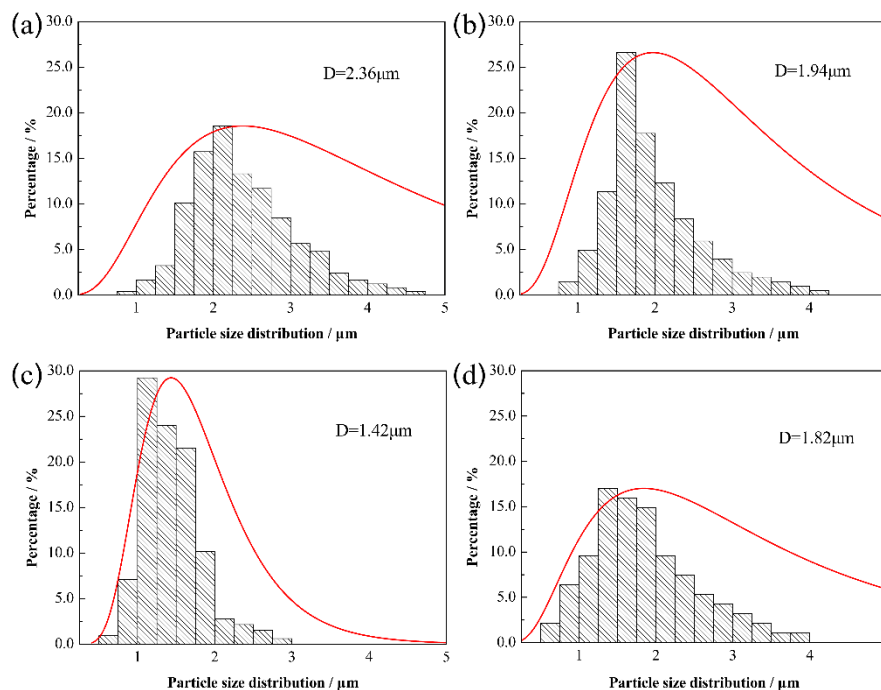 (a)
30.0
25.0
20.0
15.0
10.0
5.0
0.0
Percentage / %
D=2.36μm
1 2 3 4 5
Particle size distribution / μm
(b)
30.0
25.0
20.0
15.0
10.0
5.0
0.0
Percentage / %
D=1.94μm
1 2 3 4
Particle size distribution / μm
(c)
30.0
25.0
20.0
15.0
10.0
5.0
0.0
Percentage / %
D=1.42μm
1 2 3 4 5
Particle size distribution / μm
(d)
30.0
25.0
20.0
15.0
10.0
5.0
0.0
Percentage / %
D=1.82μm
1 2 3 4
Particle size distribution / μm